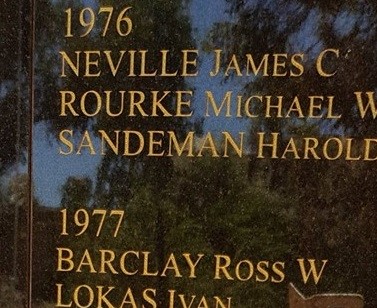 1976
NEVILLE JAMES C
ROURKE MICHAEL W
SANDEMAN HAROLD
1977
BARCLAY ROSS W
LOKAS IVAN